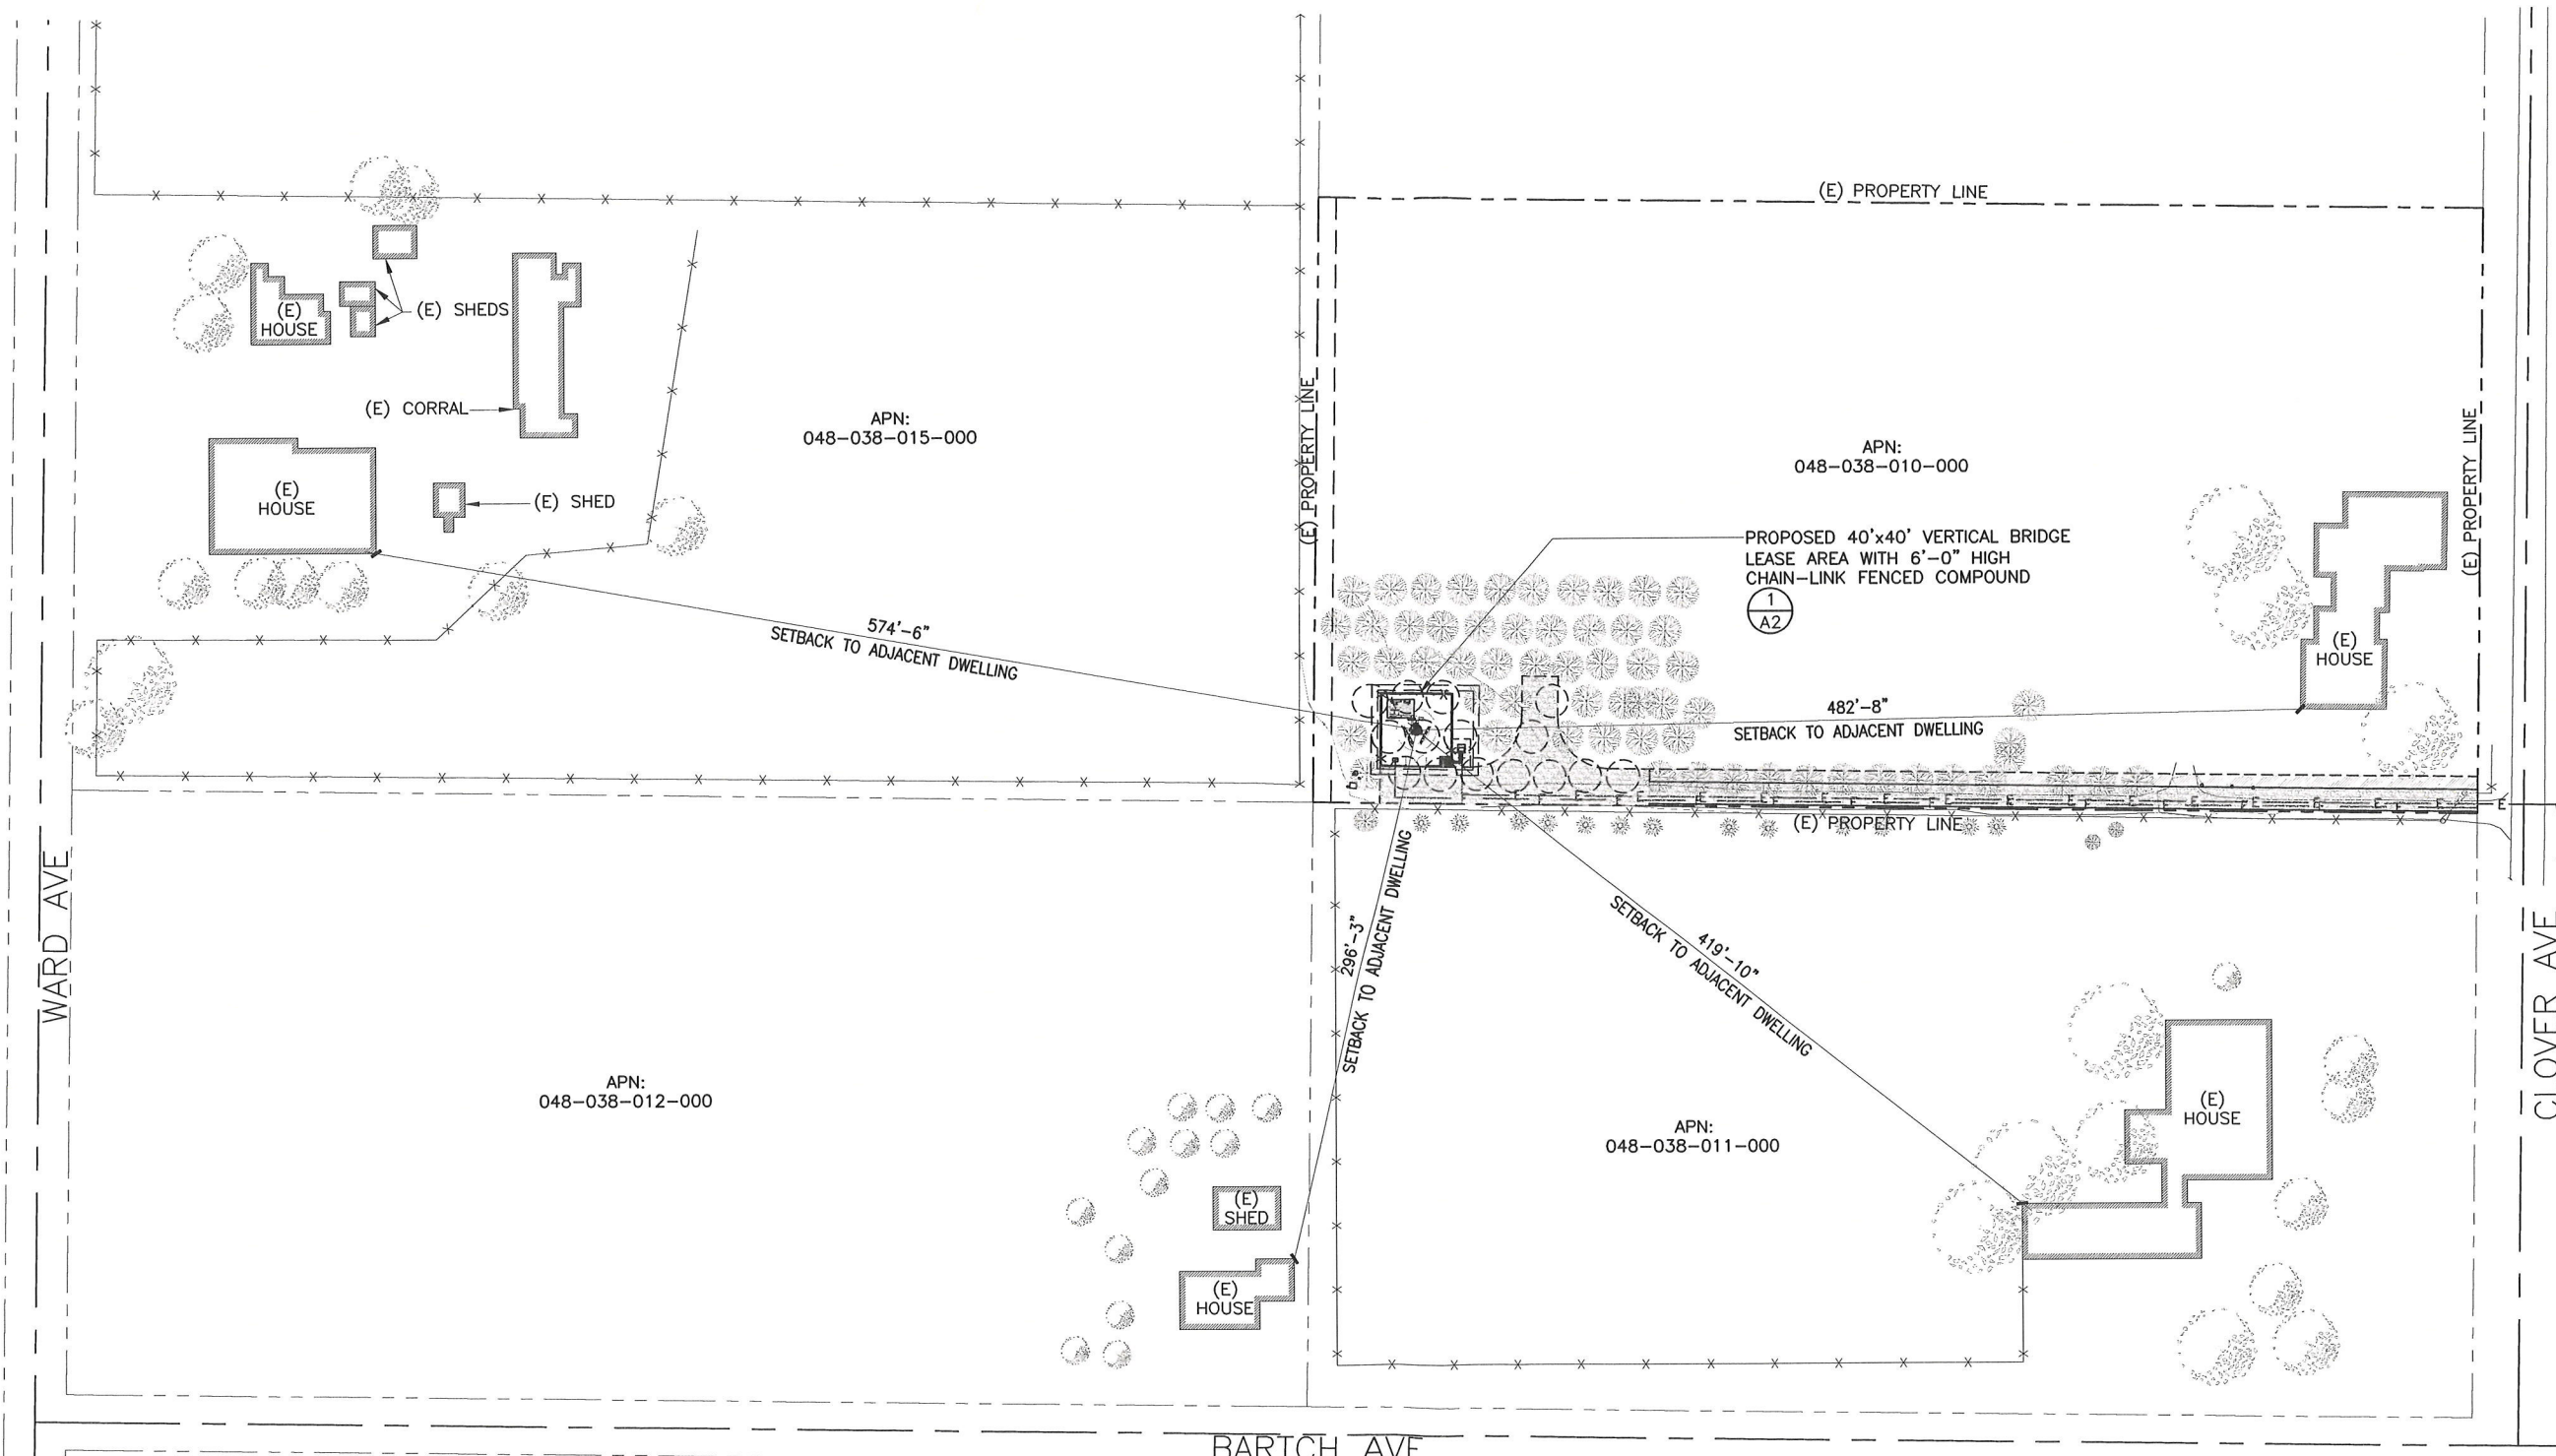 (E) PROPERTY LINE
(E)
HOUSE
(E) SHEDS
(E) CORRAL
APN:
048-038-015-000
(E) PROPERTY LINE
APN:
048-038-010-000
(E) PROPERTY LINE
(E)
HOUSE
(E) SHED
PROPOSED 40'x40' VERTICAL BRIDGE
LEASE AREA WITH 6'-0" HIGH
CHAIN-LINK FENCED COMPOUND
1
A2
574'-6"
SETBACK TO ADJACENT DWELLING
(E)
HOUSE
482'-8"
SETBACK TO ADJACENT DWELLING
(E) PROPERTY LINE
WARD AVE
296'-3"
SETBACK TO ADJACENT DWELLING
419'-10"
SETBACK TO ADJACENT DWELLING
CLOVER AVE
APN:
048-038-012-000
APN:
048-038-011-000
(E)
HOUSE
(E)
SHED
(E)
HOUSE
BARTCH AVE